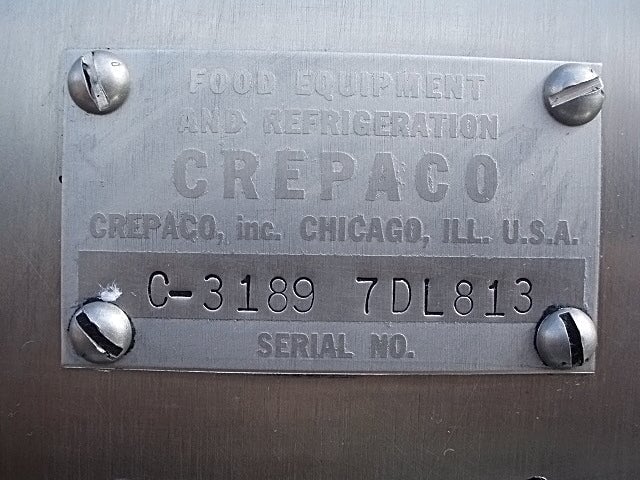 FOOD EQUIPMENT
AND REFRIGERATION
CREPACO
CREPACO, inc. CHICAGO, ILL. U.S.A.
C-3189 7DL813
SERIAL NO.